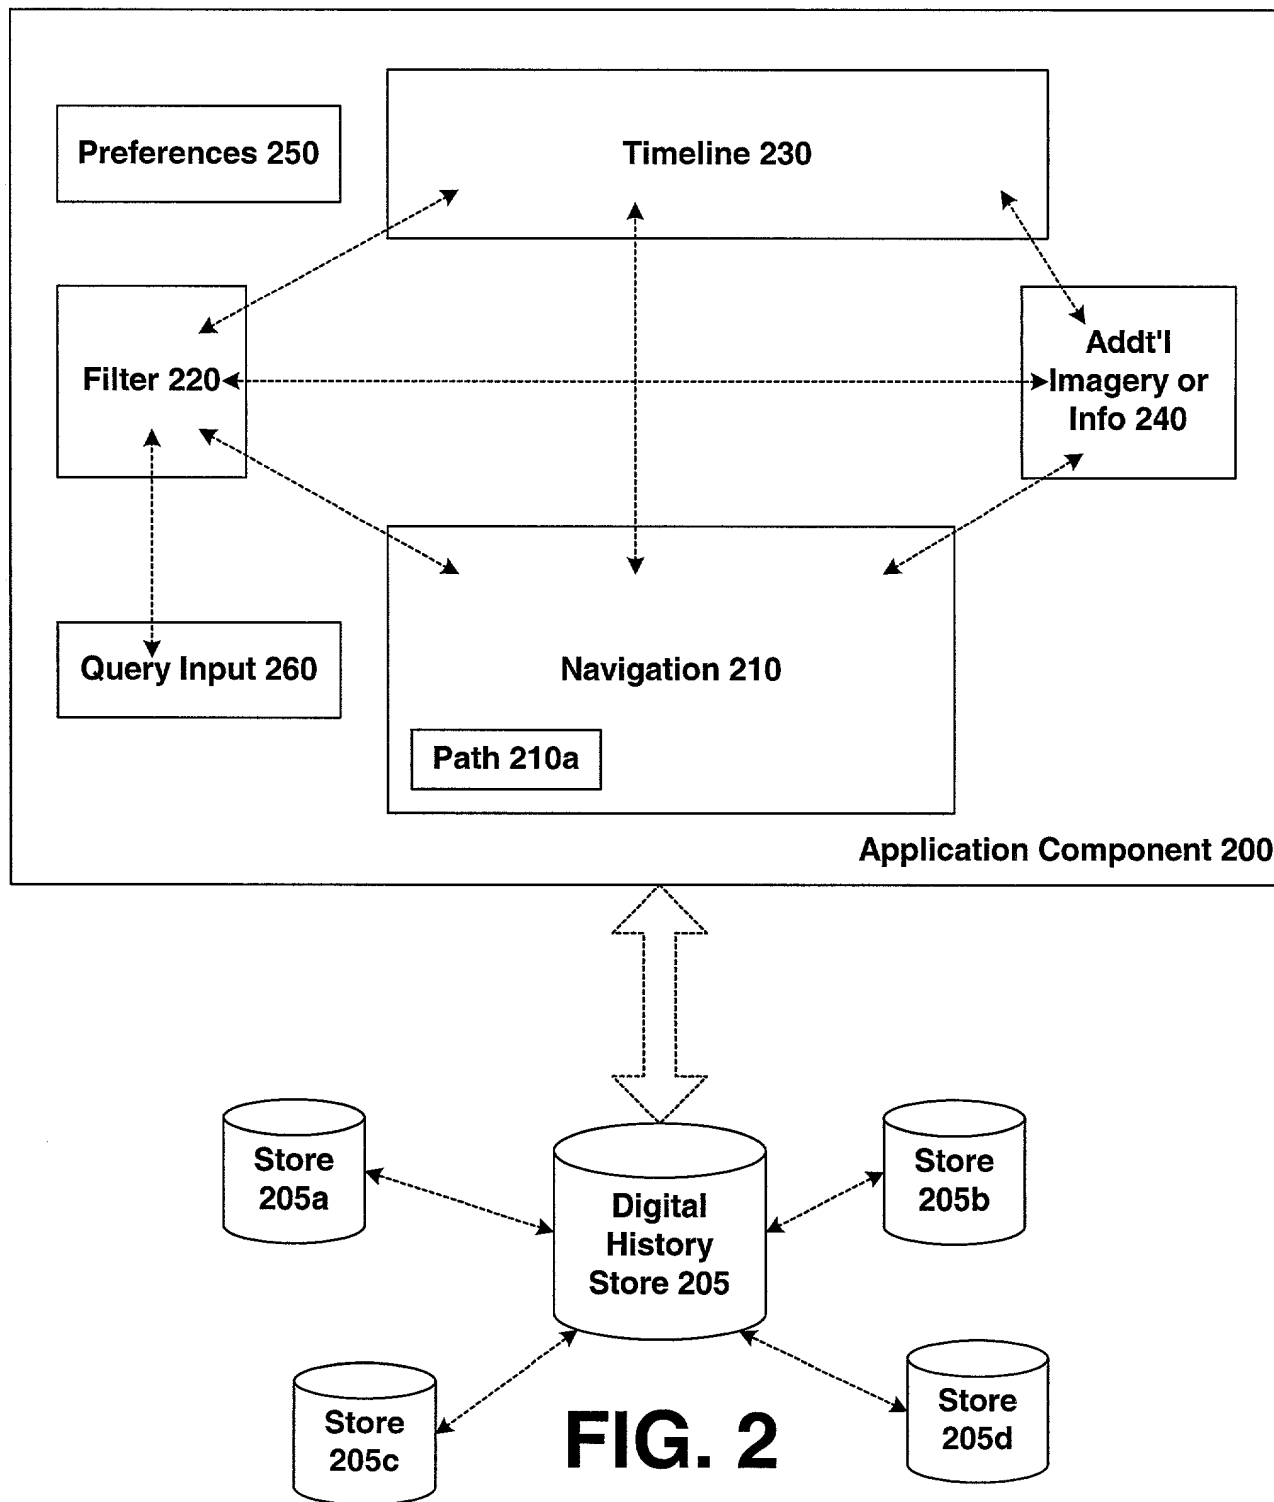 Preferences 250
Timeline 230
Filter 220
Addt'l
Imagery or
Info 240
Query Input 260
Navigation 210
Path 210a
Application Component 200
Store
205a
Store
205b
Digital
History
Store 205
Store
205c
Store
205d
FIG. 2